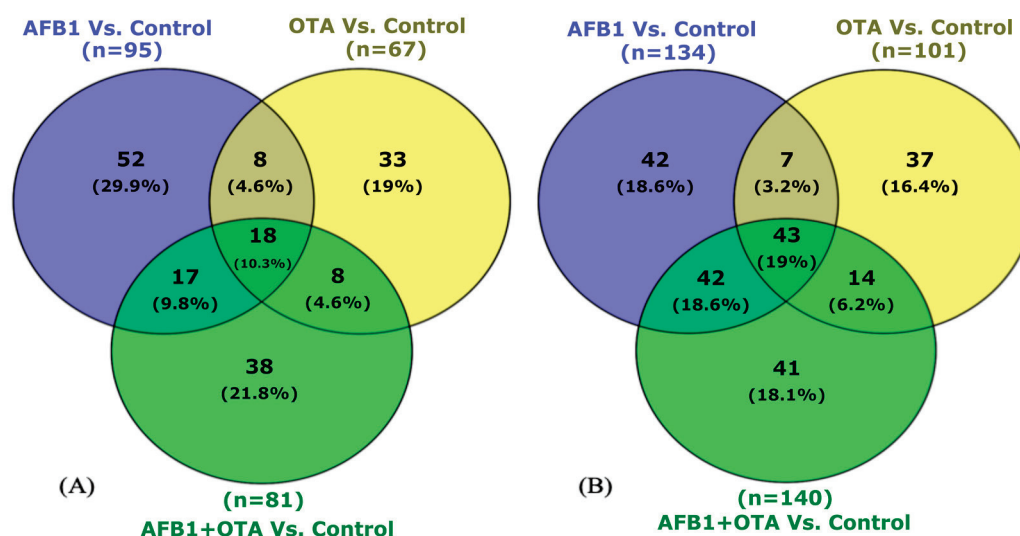 AFB1 Vs. Control
(n=95)
OTA Vs. Control
(n=67)
52
(29.9%)
8
(4.6%)
33
(19%)
18
(10.3%)
17
(9.8%)
8
(4.6%)
38
(21.8%)
(A)
(n=81)
AFB1+OTA Vs. Control
AFB1 Vs. Control
(n=134)
OTA Vs. Control
(n=101)
42
(18.6%)
7
(3.2%)
37
(16.4%)
43
(19%)
42
(18.6%)
14
(6.2%)
41
(18.1%)
(B)
(n=140)
AFB1+OTA Vs. Control